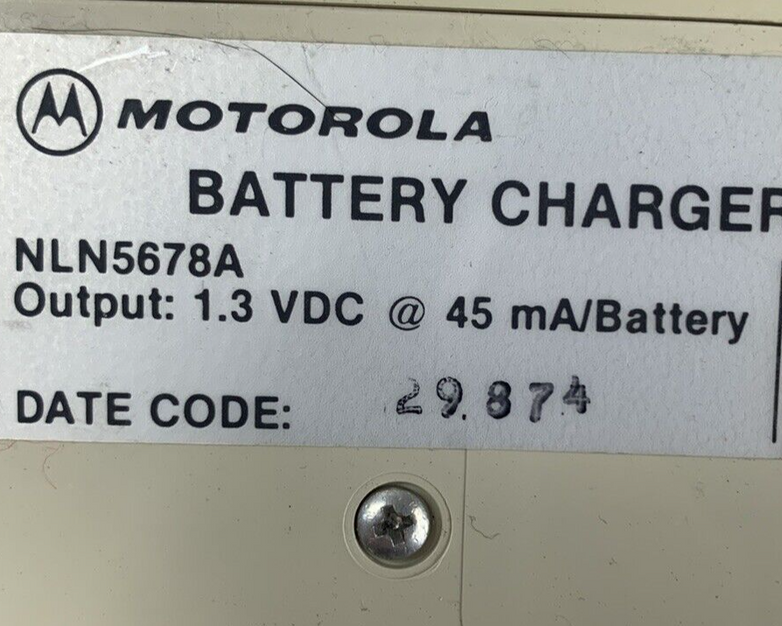 MOTOROLA
BATTERY CHARGER
NLN5678A
Output: 1.3 VDC @ 45 mA/Battery
DATE CODE: 29.874